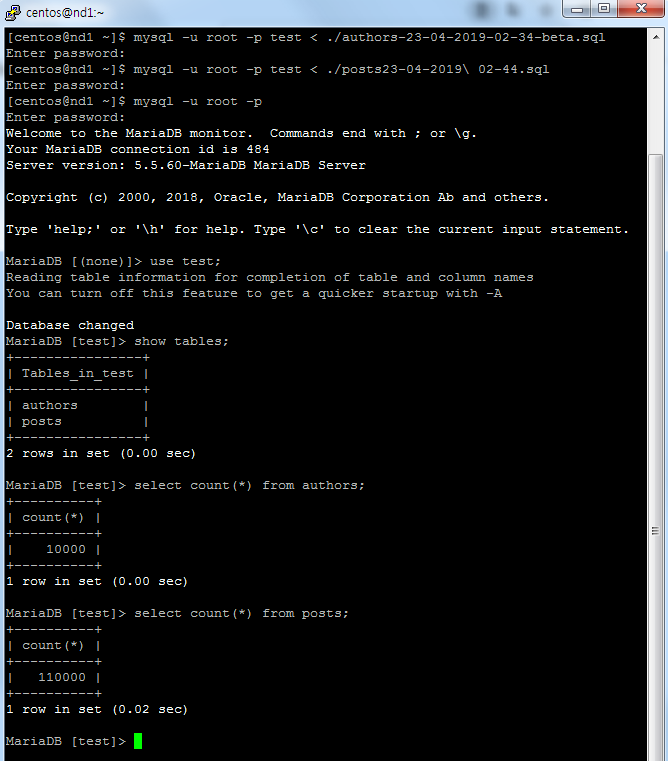 centos@nd1:~
[centos@nd1 ~]$ mysql -u root -p test < ./authors-23-04-2019-02-34-beta.sql
Enter password:
[centos@nd1 ~]$ mysql -u root -p test < ./posts23-04-2019\ 02-44.sql
Enter password:
[centos@nd1 ~]$ mysql -u root -p
Enter password:
Welcome to the MariaDB monitor.  Commands end with ; or \g.
Your MariaDB connection id is 484
Server version: 5.5.60-MariaDB MariaDB Server

Copyright (c) 2000, 2018, Oracle, MariaDB Corporation Ab and others.

Type 'help;' or '\h' for help. Type '\c' to clear the current input statement.

MariaDB [(none)]> use test;
Reading table information for completion of table and column names
You can turn off this feature to get a quicker startup with -A

Database changed
MariaDB [test]> show tables;
+----------------+
| Tables_in_test |
+----------------+
| authors        |
| posts          |
+----------------+
2 rows in set (0.00 sec)

MariaDB [test]> select count(*) from authors;
+----------+
| count(*) |
+----------+
|    10000 |
+----------+
1 row in set (0.00 sec)

MariaDB [test]> select count(*) from posts;
+----------+
| count(*) |
+----------+
|   110000 |
+----------+
1 row in set (0.02 sec)

MariaDB [test]>